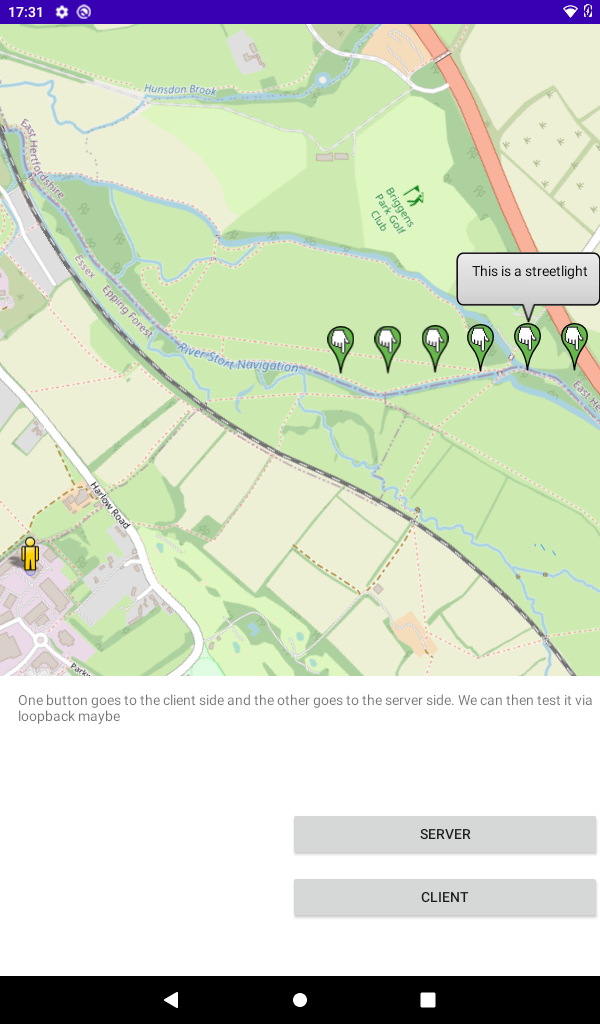 17:31
Hunsdon Brook
East Hertfordshire
Briggens
Park Golf
Club
Essex
Epping Forest
This is a streetlight
River Stort Navigation
East He
Harlow Road
Parkw
One button goes to the client side and the other goes to the server side. We can then test it via
loopback maybe
SERVER
CLIENT